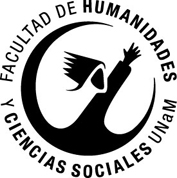 FACULTAD DE HUMANIDADES
Y CIENCIAS SOCIALES UNaM